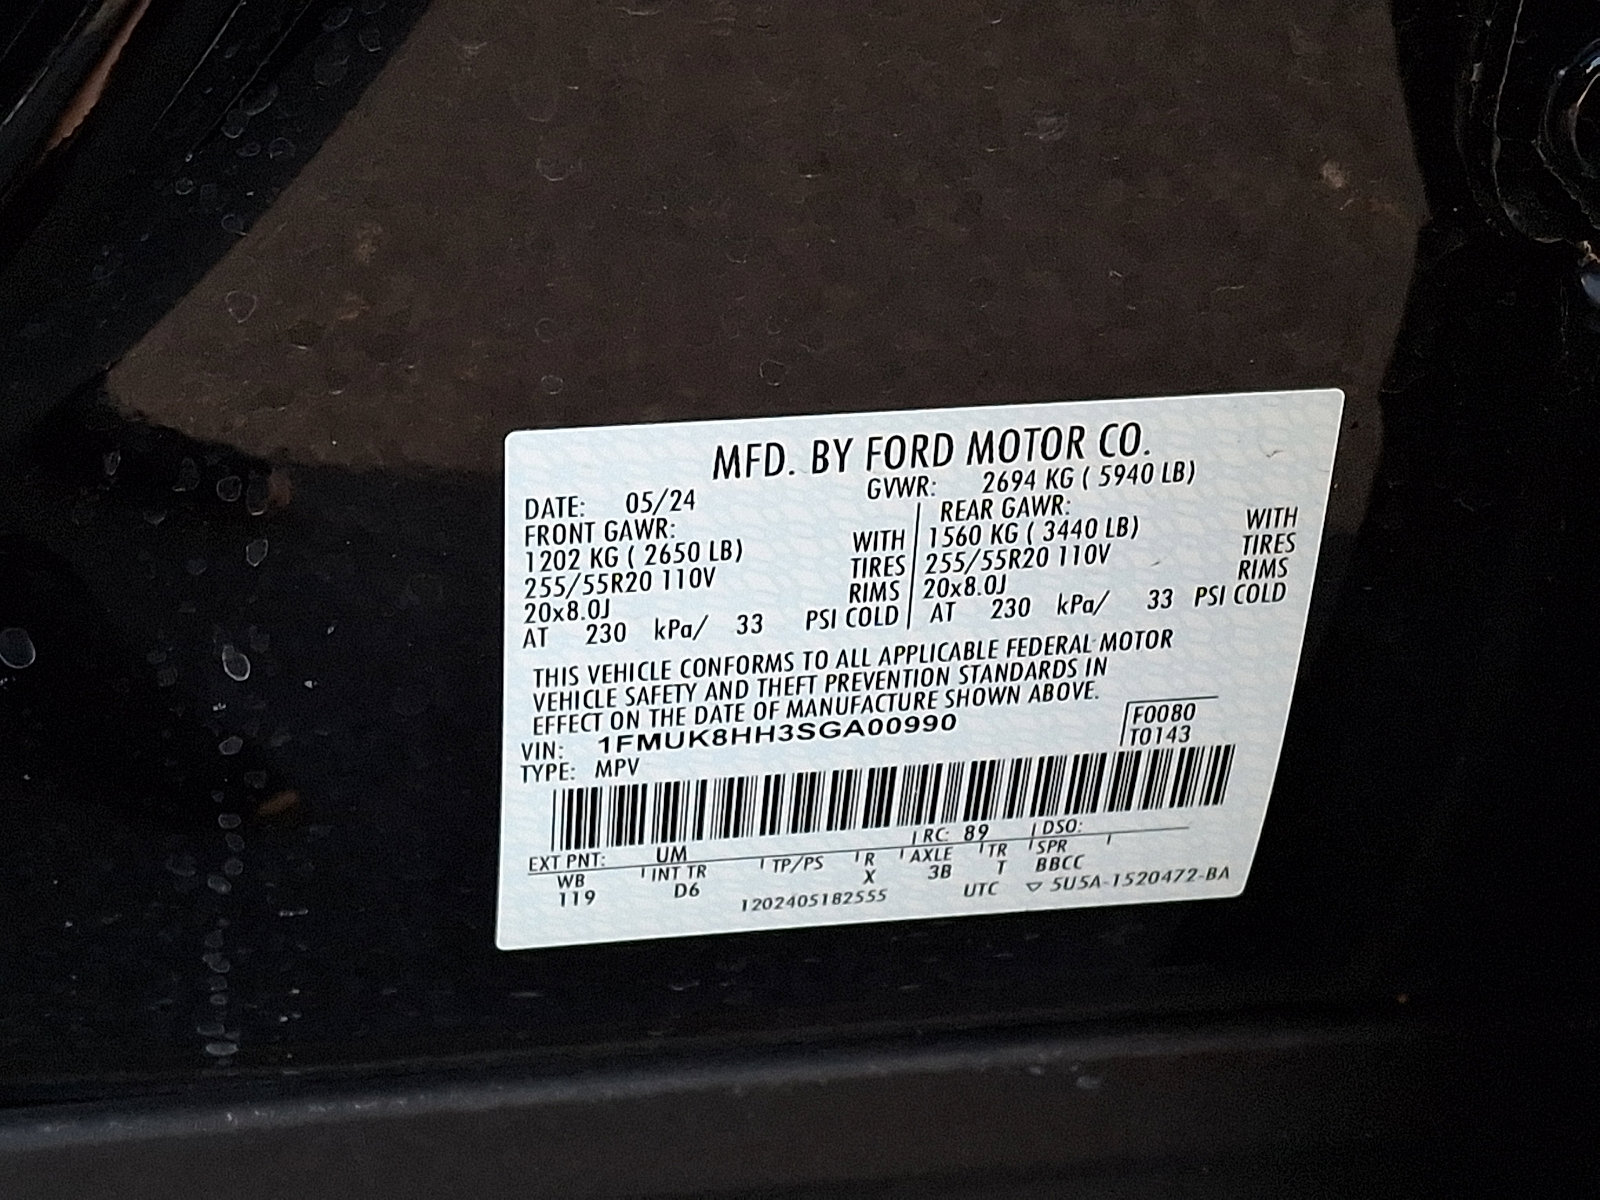 MFD. BY FORD MOTOR CO.
DATE: 05/24 GVWR: 2694 KG ( 5940 LB)
FRONT GAWR: REAR GAWR:
1202 KG ( 2650 LB) WITH 1560 KG ( 3440 LB) WITH
255/55R20 110V TIRES 255/55R20 110V TIRES
20x8.0J RIMS 20x8.0J RIMS
AT 230 kPa/ 33 PSI COLD AT 230 kPa/ 33 PSI COLD
THIS VEHICLE CONFORMS TO ALL APPLICABLE FEDERAL MOTOR
VEHICLE SAFETY AND THEFT PREVENTION STANDARDS IN
EFFECT ON THE DATE OF MANUFACTURE SHOWN ABOVE.
VIN: 1FMUK8HH3SGA00990 F0080
TYPE: MPV T0143
EXT PNT: UM RC: 89 DSO:
WB INT TR TP/PS R AXLE TR SPR
119 D6 X 3B T BBCC
1202405182555 UTC ▽ 5U5A-1520472-BA